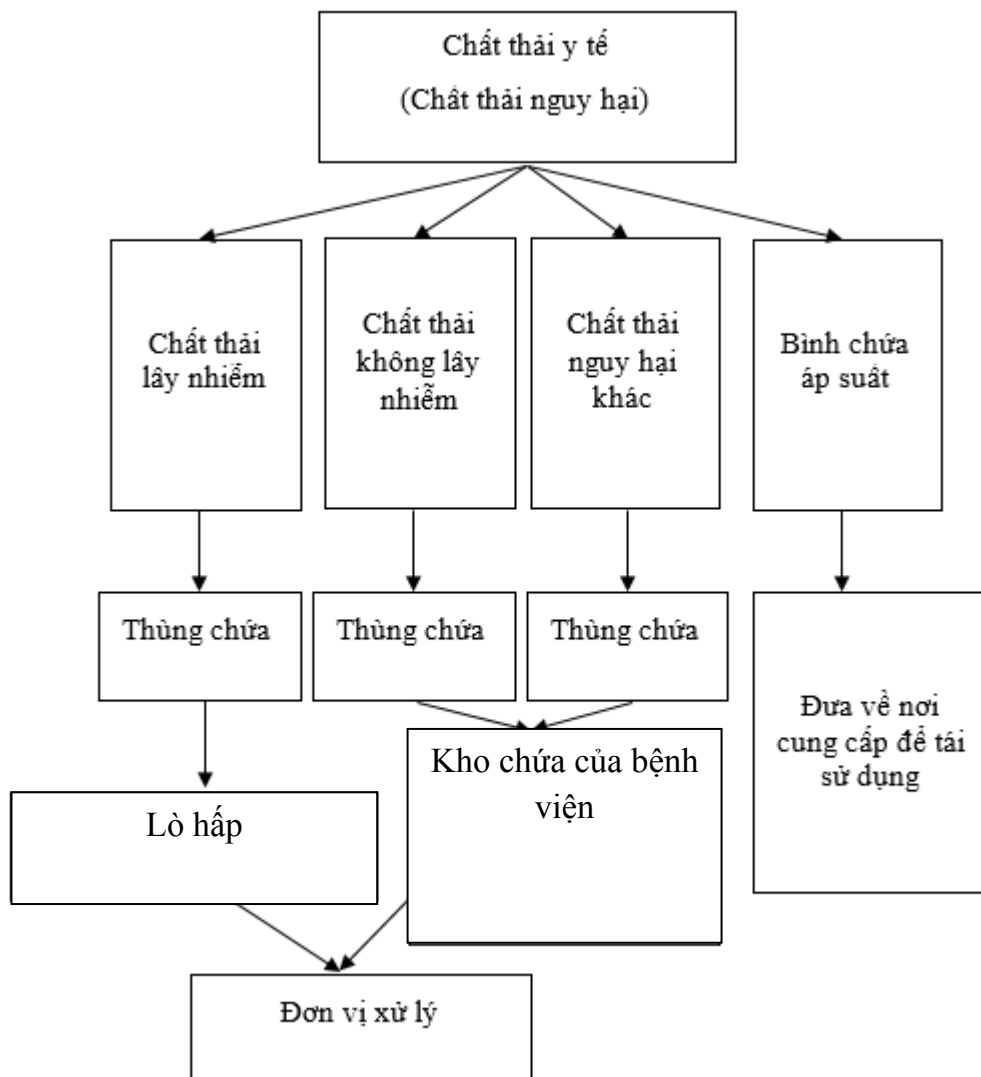 Chất thải y tế
(Chất thải nguy hại)
Chất thải
lây nhiễm
Chất thải
không lây
nhiễm
Chất thải
nguy hại
khác
Bình chứa
áp suất
Thùng chứa
Thùng chứa
Thùng chứa
Đưa về nơi
cung cấp để tái
sử dụng
Lò hấp
Kho chứa của bệnh
viện
Đơn vị xử lý